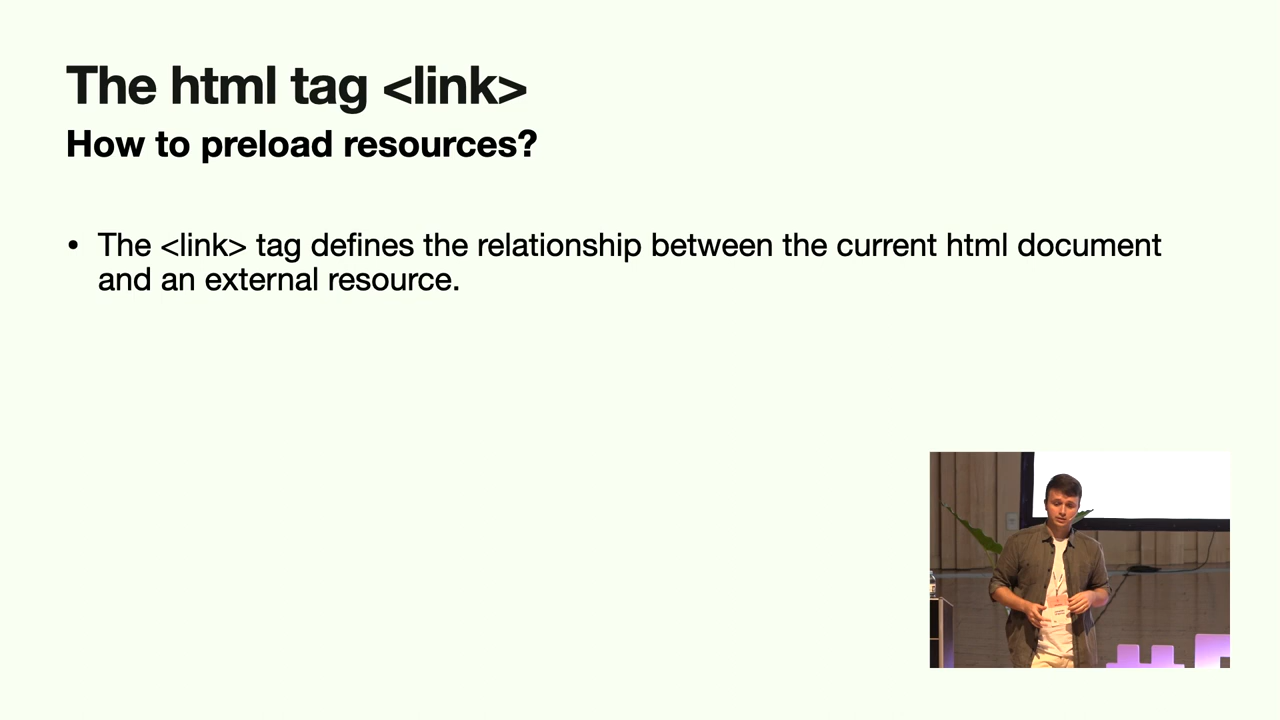 The html tag <link>
How to preload resources?
• The <link> tag defines the relationship between the current html document
and an external resource.